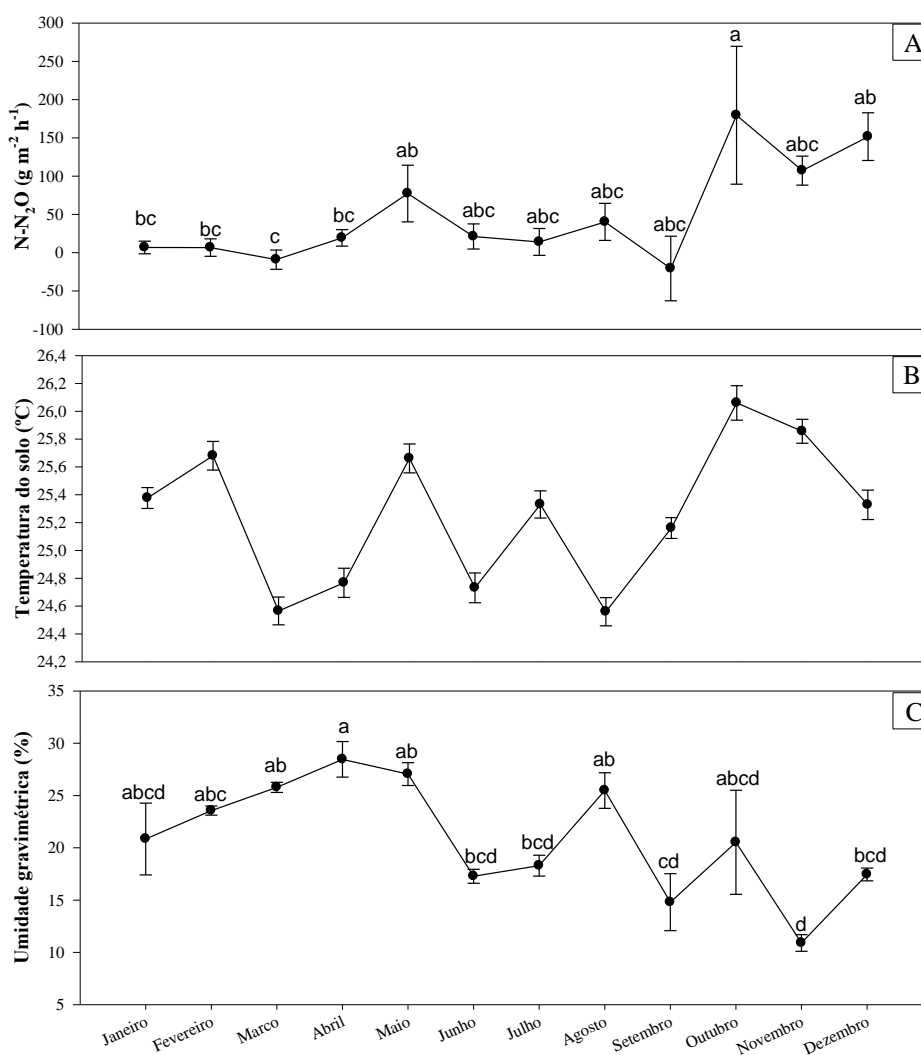 A
N-N₂O (g m⁻² h⁻¹)
300
250
200
150
100
50
0
-50
-100
bc
bc
c
bc
ab
abc
abc
abc
abc
a
abc
ab
B
Temperatura do solo (ºC)
26,4
26,2
26,0
25,8
25,6
25,4
25,2
25,0
24,8
24,6
24,4
24,2
C
Umidade gravimétrica (%)
35
30
25
20
15
10
5
abcd
abc
ab
a
ab
bcd
bcd
ab
cd
abcd
d
bcd
Janeiro
Fevereiro
Marco
Abril
Maio
Junho
Julho
Agosto
Setembro
Outubro
Novembro
Dezembro